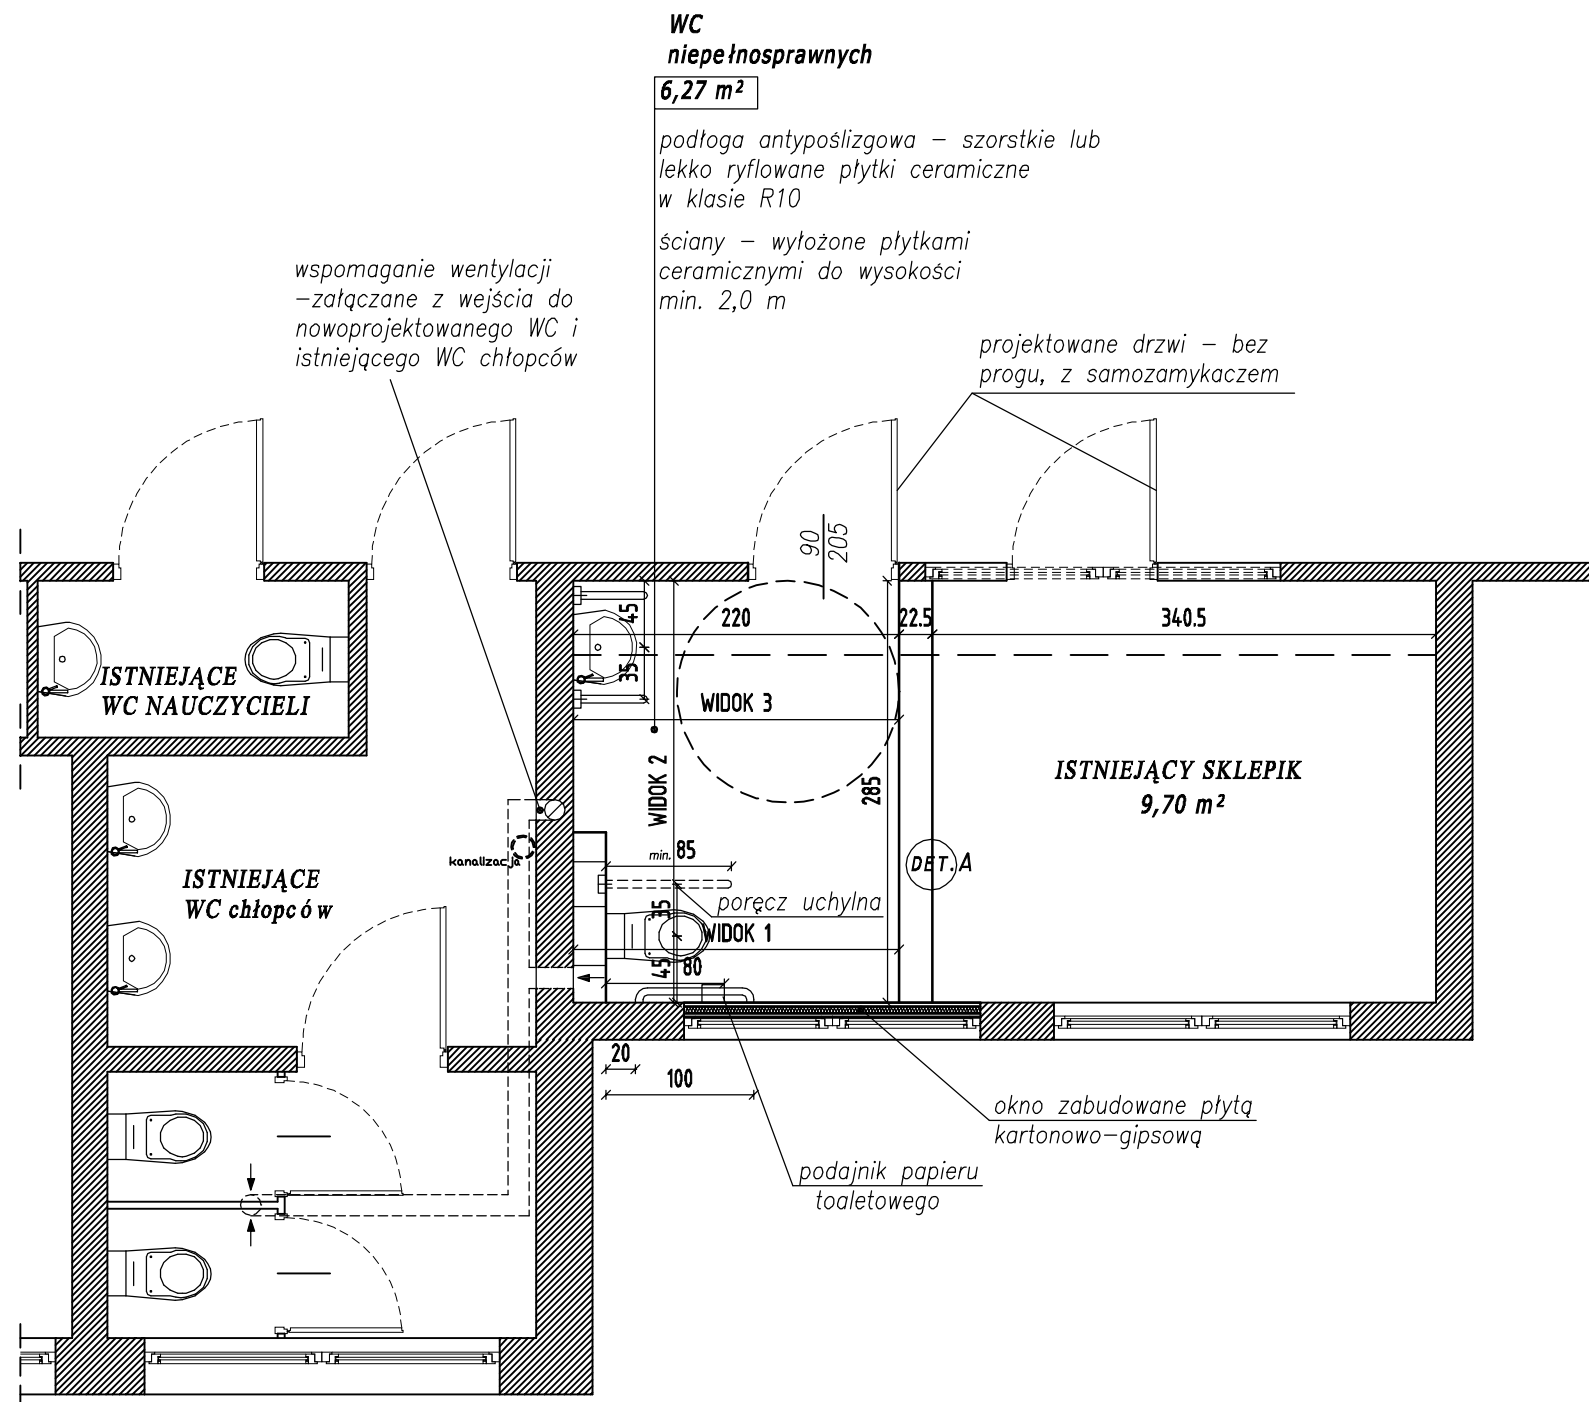 WC
niepełnosprawnych
6,27 m²
podłoga antypoślizgowa – szorstkie lub
lekko ryflowane płytki ceramiczne
w klasie R10
ściany – wyłożone płytkami
ceramicznymi do wysokości
min. 2,0 m
wspomaganie wentylacji
–załączane z wejścia do
nowoprojektowanego WC i
istniejącego WC chłopców
projektowane drzwi – bez
progu, z samozamykaczem
90
205
45
220
22.5
340.5
35
ISTNIEJĄCE
WC NAUCZYCIELI
WIDOK 3
WIDOK 2
285
ISTNIEJĄCY SKLEPIK
9,70 m²
kanalizacja
min. 85
DET.A
ISTNIEJĄCE
WC chłopców
poręcz uchylna
35
WIDOK 1
45
80
20
100
okno zabudowane płytą
kartonowo–gipsową
podajnik papieru
toaletowego